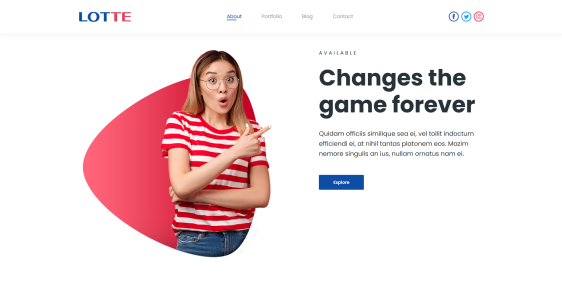 LOTTE
About
Portfolio
Blog
Contact
AVAILABLE
Changes the
game forever
Quidam officiis similique sea ei, vel tollit indoctum
efficiendi ei, at nihil tantas platonem eos. Mazim
nemore singulis an ius, nullam ornatus nam ei.
Explore